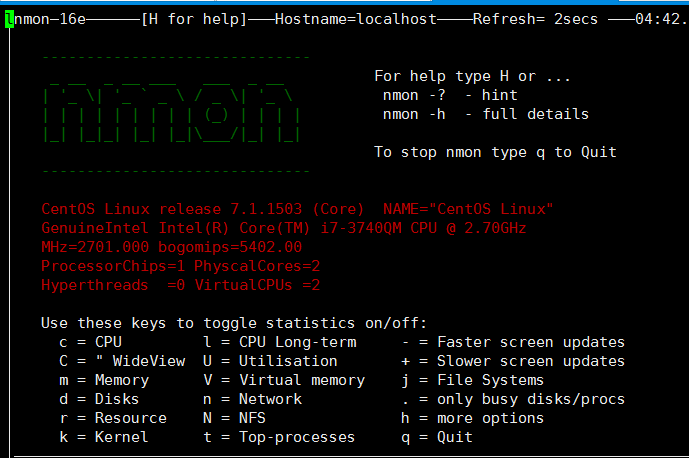 lnmon─16e──────[H for help]───Hostname=localhost────Refresh= 2secs ───04:42.
------------------------------
For help type H or ...
nmon -?  - hint
nmon -h  - full details
To stop nmon type q to Quit
nmon
------------------------------
CentOS Linux release 7.1.1503 (Core)  NAME="CentOS Linux"
GenuineIntel Intel(R) Core(TM) i7-3740QM CPU @ 2.70GHz
MHz=2701.000 bogomips=5402.00
ProcessorChips=1 PhyscalCores=2
Hyperthreads  =0 VirtualCPUs =2
Use these keys to toggle statistics on/off:
c = CPU        l = CPU Long-term    - = Faster screen updates
C = " WideView  U = Utilisation      + = Slower screen updates
m = Memory     V = Virtual memory   j = File Systems
d = Disks      n = Network          . = only busy disks/procs
r = Resource   N = NFS              h = more options
k = Kernel     t = Top-processes    q = Quit